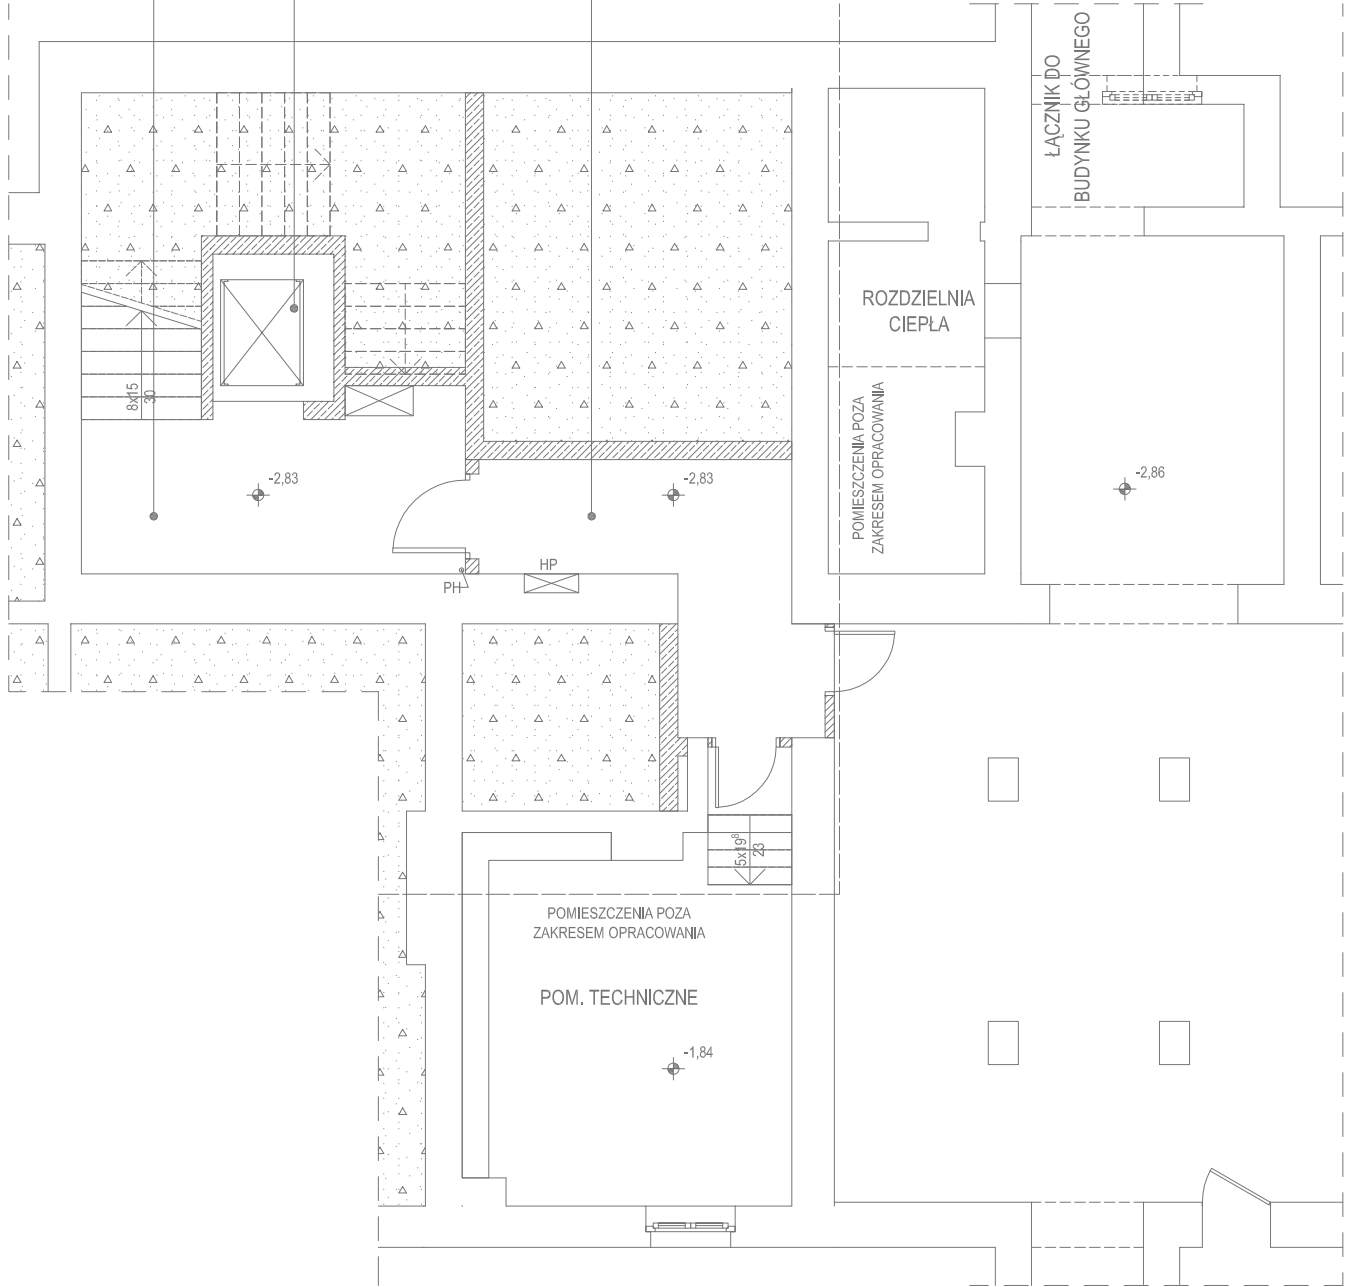 ŁĄCZNIK DO
BUDYNKU GŁÓWNEGO
ROZDZIELNIA
CIEPŁA
8x15
30
POMIESZCZENIA POZA
ZAKRESEM OPRACOWANIA
-2,83
-2,83
-2,86
PH
HP
5x19⁸
23
POMIESZCZENIA POZA
ZAKRESEM OPRACOWANIA
POM. TECHNICZNE
-1,84